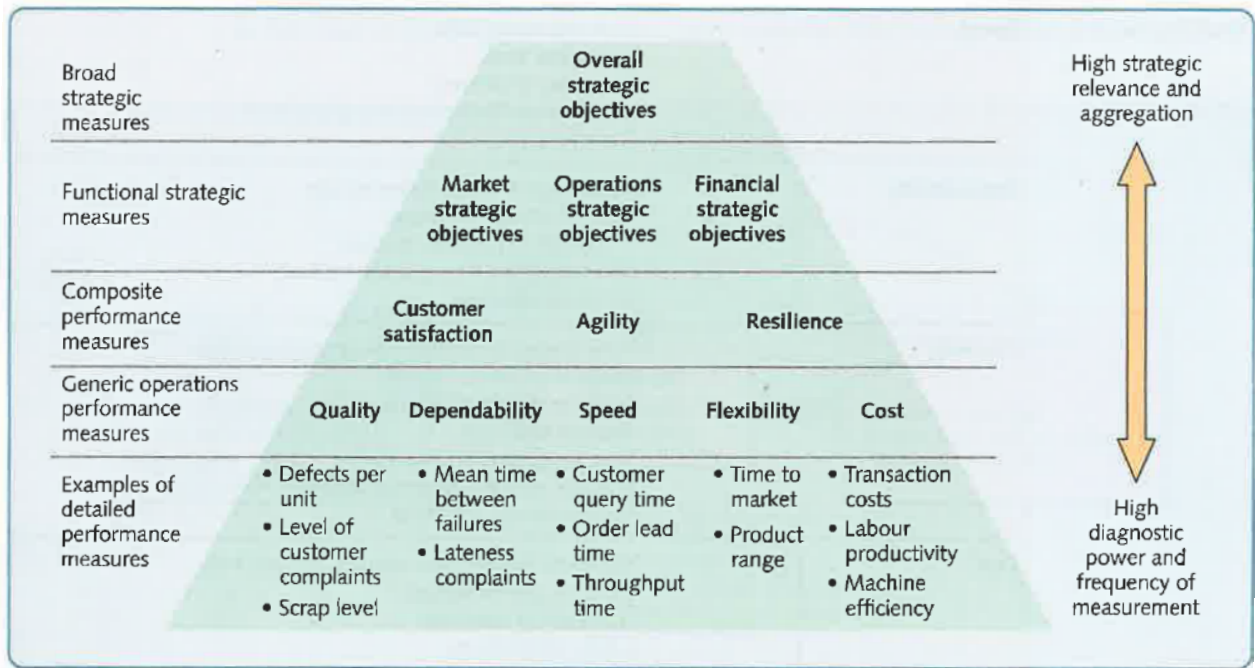 Broad
strategic
measures
Overall
strategic
objectives
High strategic
relevance and
aggregation
Functional strategic
measures
Market
strategic
objectives
Operations
strategic
objectives
Financial
strategic
objectives
Composite
performance
measures
Customer
satisfaction
Agility
Resilience
Generic operations
performance
measures
Quality
Dependability
Speed
Flexibility
Cost
Examples of
detailed
performance
measures
• Defects per
unit
• Level of
customer
complaints
• Scrap level
• Mean time
between
failures
• Lateness
complaints
• Customer
query time
• Order lead
time
• Throughput
time
• Time to
market
• Product
range
• Transaction
costs
• Labour
productivity
• Machine
efficiency
High
diagnostic
power and
frequency of
measurement